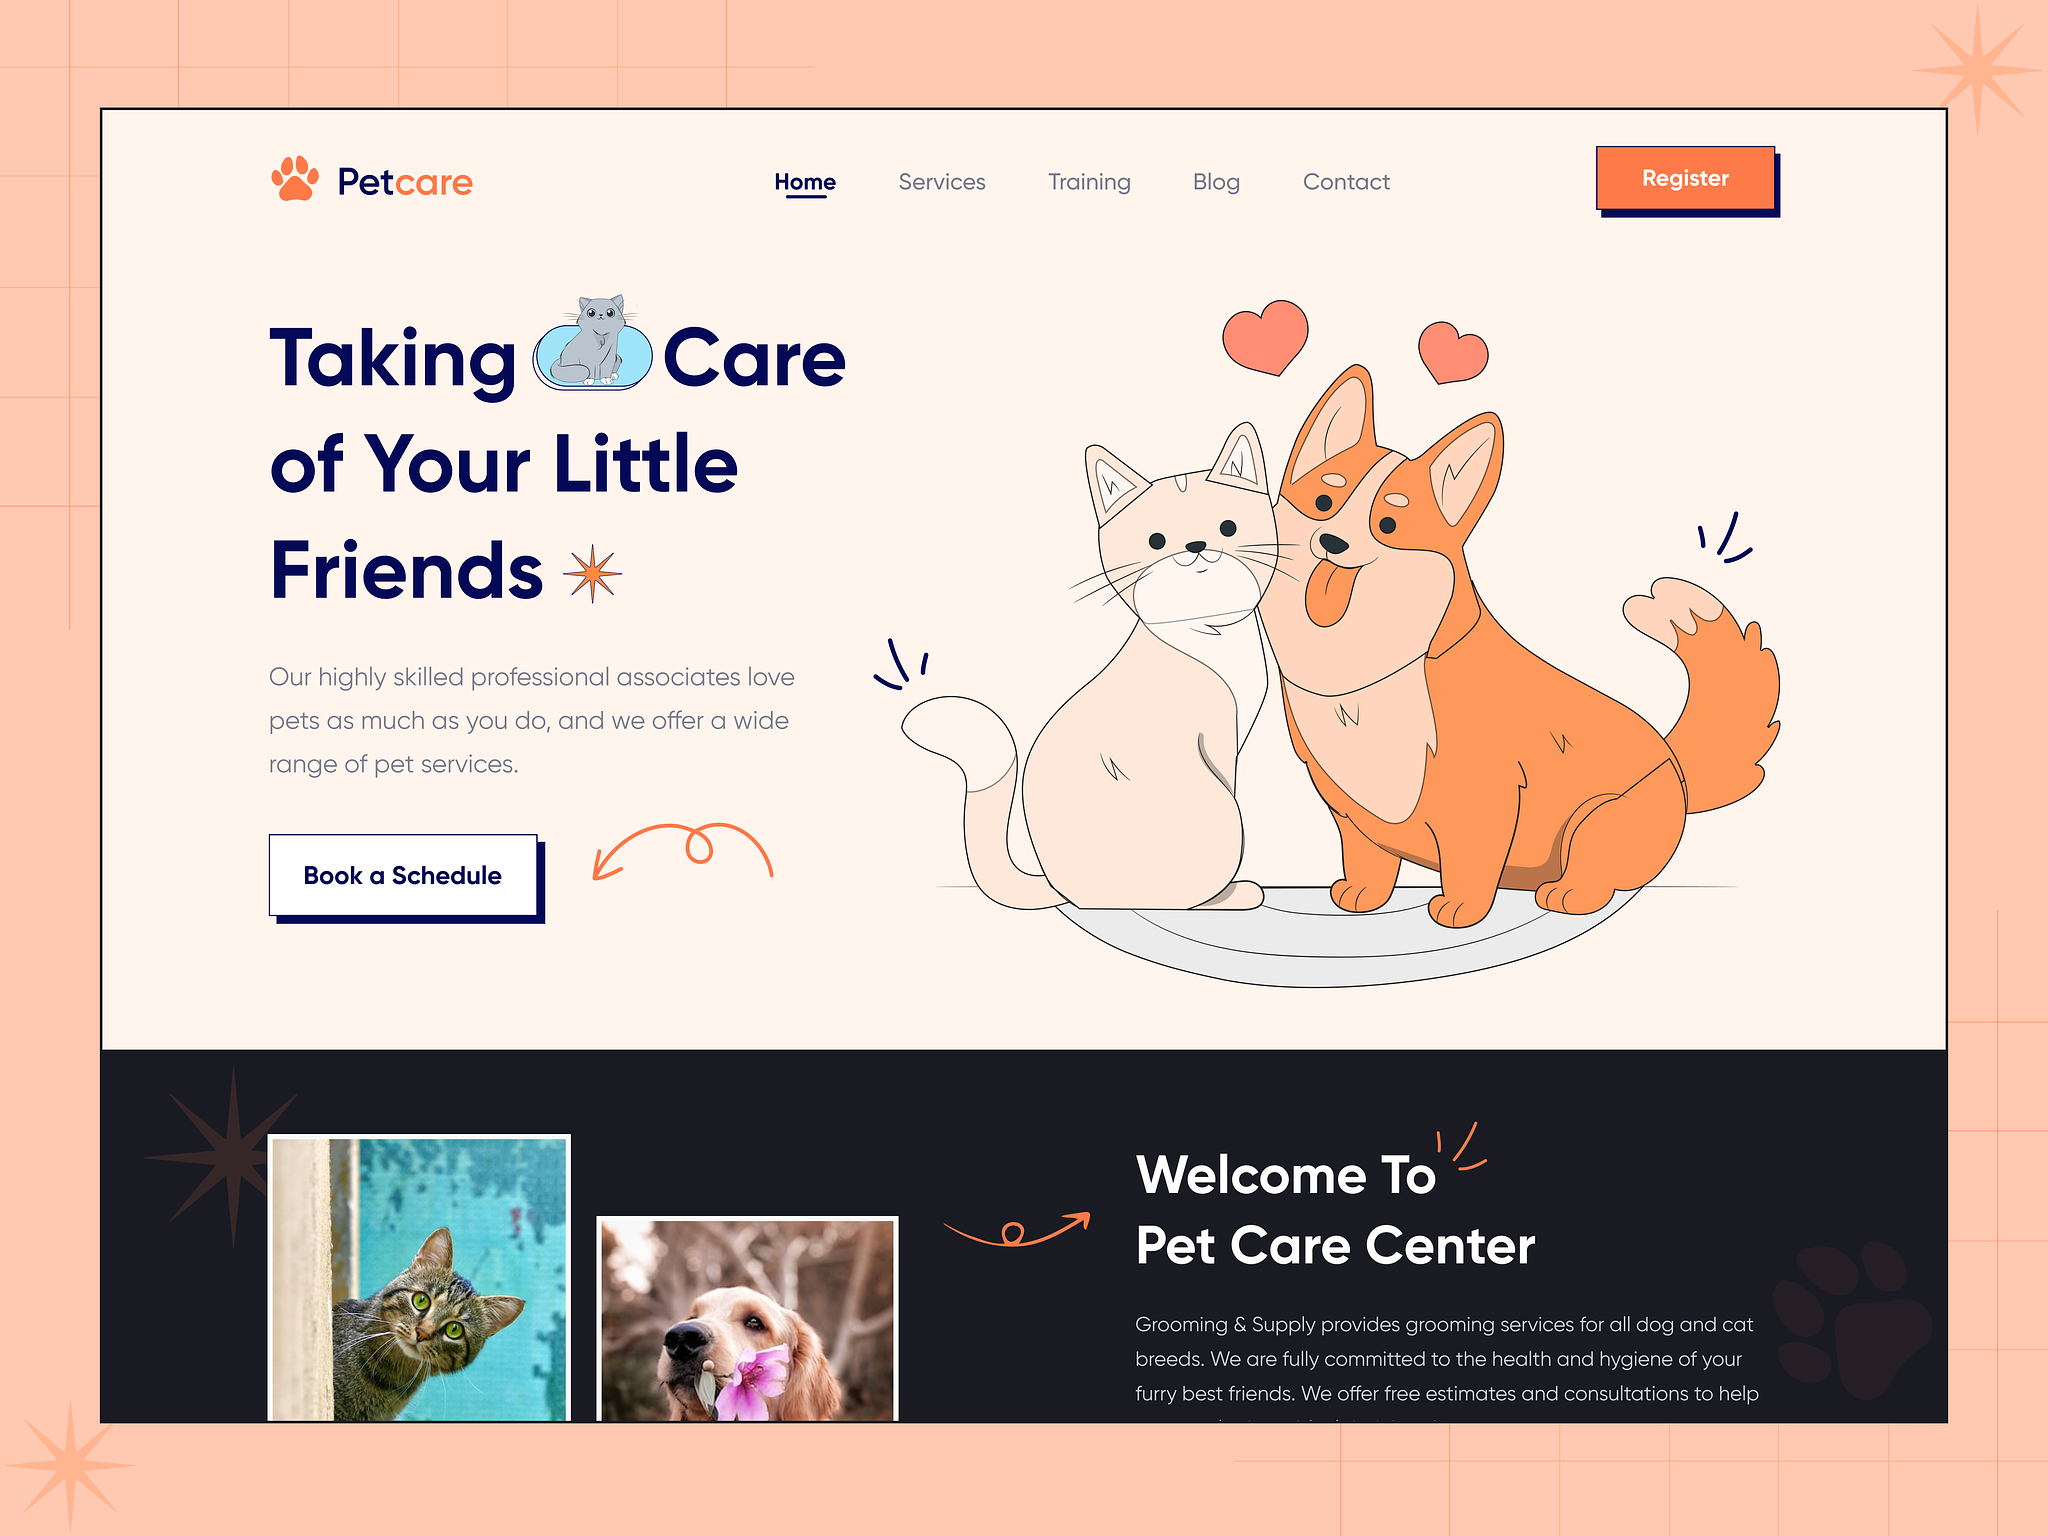 Petcare
Home Services Training Blog Contact
Register
Taking Care
of Your Little
Friends
Our highly skilled professional associates love
pets as much as you do, and we offer a wide
range of pet services.
Book a Schedule
Welcome To
Pet Care Center
Grooming & Supply provides grooming services for all dog and cat
breeds. We are fully committed to the health and hygiene of your
furry best friends. We offer free estimates and consultations to help